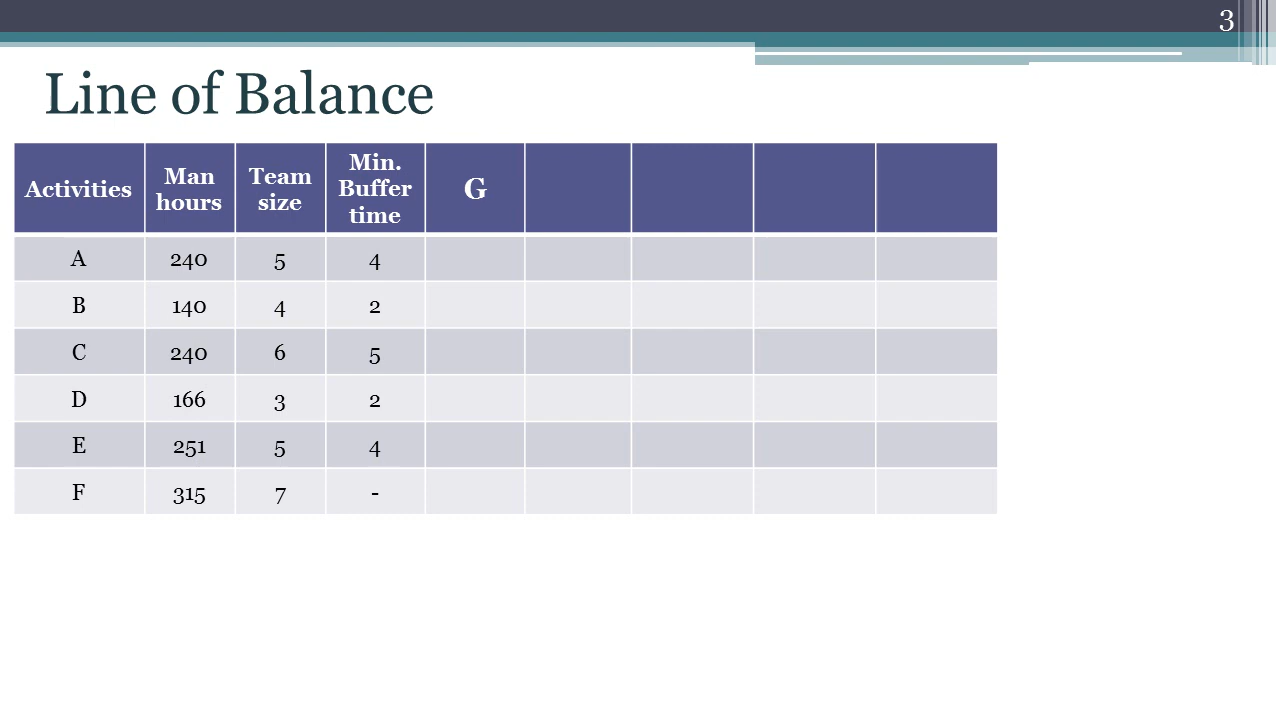 3
Line of Balance
Activities Man hours Team size Min. Buffer time G
A 240 5 4
B 140 4 2
C 240 6 5
D 166 3 2
E 251 5 4
F 315 7 -